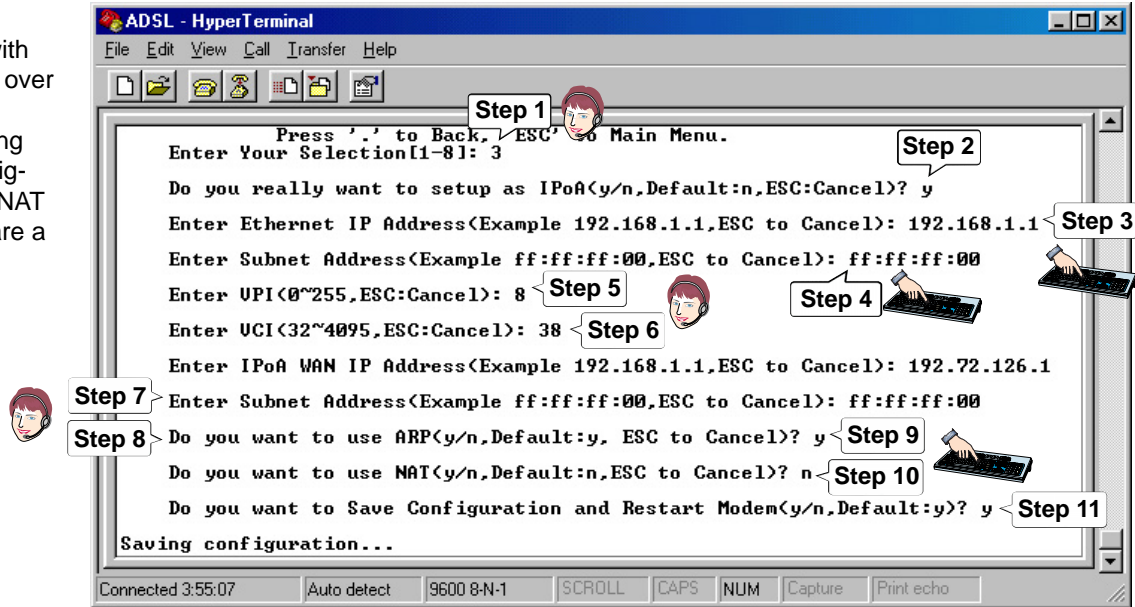 ADSL - HyperTerminal
File Edit View Call Transfer Help
over
NAT
are a
Step 1
Press '.' to Back, 'ESC' to Main Menu.
Enter Your Selection[1-8]: 3
Step 2
Do you really want to setup as IPoA(y/n,Default:n,ESC:Cancel)? y
Enter Ethernet IP Address(Example 192.168.1.1,ESC to Cancel): 192.168.1.1
Step 3
Enter Subnet Address(Example ff:ff:ff:00,ESC to Cancel): ff:ff:ff:00
Step 4
Enter VPI(0~255,ESC:Cancel): 8
Step 5
Enter VCI(32~4095,ESC:Cancel): 38
Step 6
Enter IPoA WAN IP Address(Example 192.168.1.1,ESC to Cancel): 192.72.126.1
Step 7
Enter Subnet Address(Example ff:ff:ff:00,ESC to Cancel): ff:ff:ff:00
Step 8
Do you want to use ARP(y/n,Default:y, ESC to Cancel)? y
Step 9
Do you want to use NAT(y/n,Default:n,ESC to Cancel)? n
Step 10
Do you want to Save Configuration and Restart Modem(y/n,Default:y)? y
Step 11
Saving configuration...
Connected 3:55:07 Auto detect 9600 8-N-1 SCROLL CAPS NUM Capture Print echo